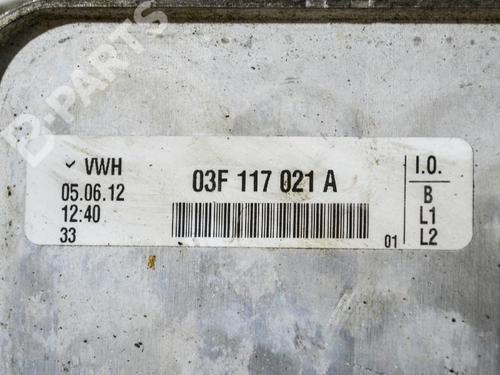 B-PARTS
VWH
05.06.12
12:40
33
03F 117 021 A
01
I.O.
B
L1
L2